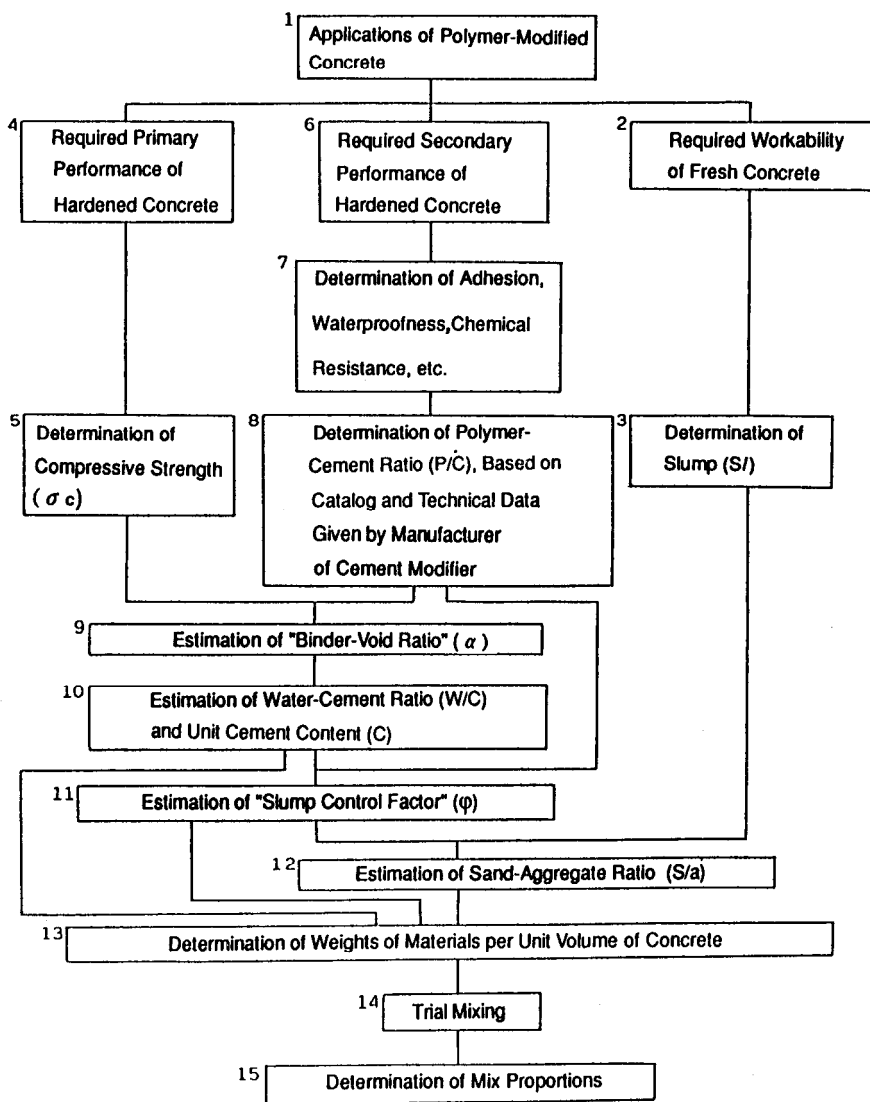 1
Applications of Polymer-Modified
Concrete
4
Required Primary
Performance of
Hardened Concrete
6
Required Secondary
Performance of
Hardened Concrete
2
Required Workability
of Fresh Concrete
7
Determination of Adhesion,
Waterproofness,Chemical
Resistance, etc.
5
Determination of
Compressive Strength
(σc)
8
Determination of Polymer-
Cement Ratio (P/C), Based on
Catalog and Technical Data
Given by Manufacturer
of Cement Modifier
3
Determination of
Slump (Sl)
9
Estimation of "Binder-Void Ratio" (α)
10
Estimation of Water-Cement Ratio (W/C)
and Unit Cement Content (C)
11
Estimation of "Slump Control Factor" (φ)
12
Estimation of Sand-Aggregate Ratio (S/a)
13
Determination of Weights of Materials per Unit Volume of Concrete
14
Trial Mixing
15
Determination of Mix Proportions